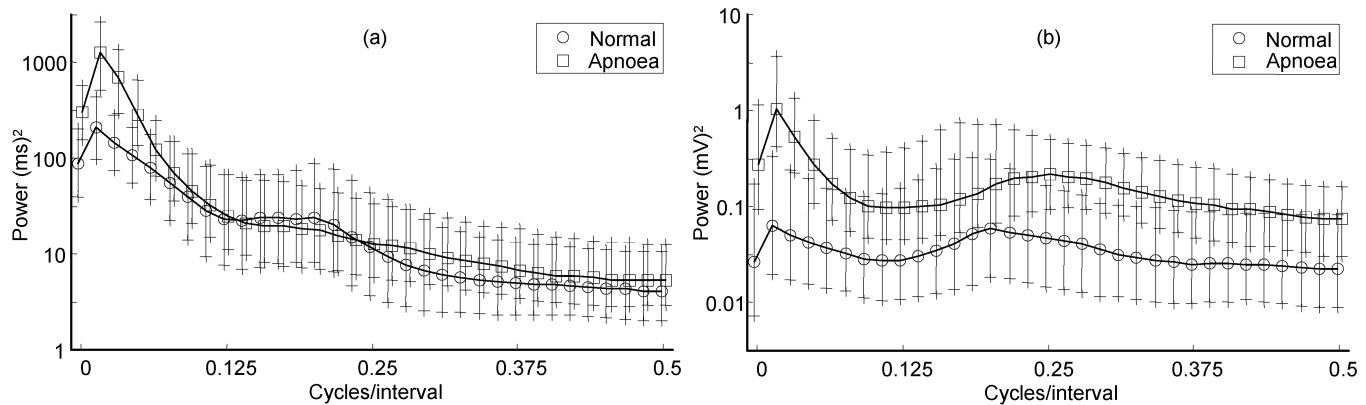 (a)
Normal
Apnoea
1000
100
10
1
Power (ms)²
0
0.125
0.25
0.375
0.5
Cycles/interval
(b)
Normal
Apnoea
10
1
0.1
0.01
Power (mV)²
0
0.125
0.25
0.375
0.5
Cycles/interval